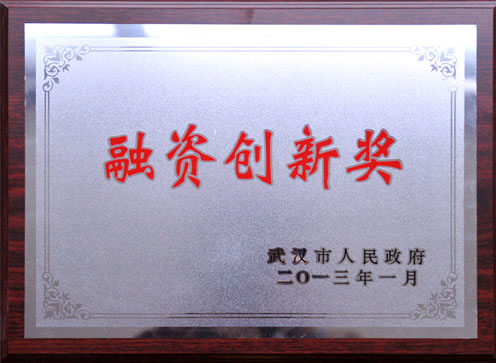 融资创新奖
武汉市人民政府
二〇一三年一月